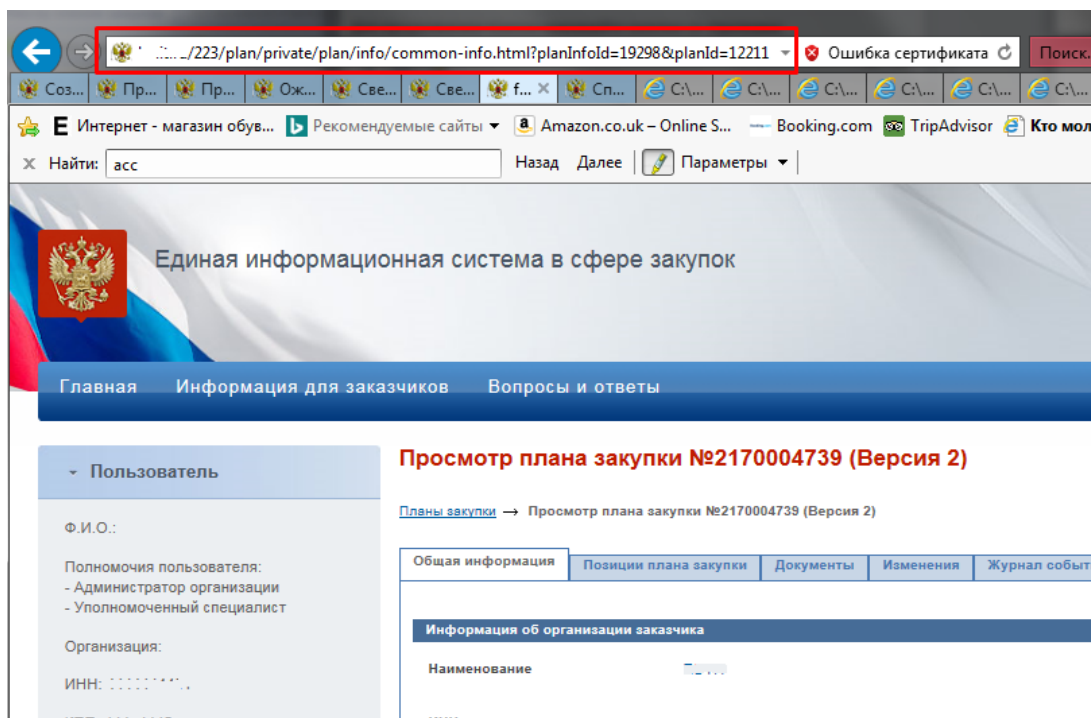 /223/plan/private/plan/info/common-info.html?planInfoId=19298&planId=12211 Ошибка сертификата Поиск.
Соз... Пр... Пр... Ож... Све... Све... f... × Сп... C:\... C:\... C:\... C:\... C:\... C:\...
E Интернет - магазин обув... Рекомендуемые сайты Amazon.co.uk – Online S... Booking.com TripAdvisor Кто мол
x Найти: acc Назад Далее Параметры
Единая информационная система в сфере закупок
Главная Информация для заказчиков Вопросы и ответы
Пользователь
Ф.И.О.:
Полномочия пользователя:
- Администратор организации
- Уполномоченный специалист
Организация:
ИНН:
Просмотр плана закупки №2170004739 (Версия 2)
Планы закупки → Просмотр плана закупки №2170004739 (Версия 2)
Общая информация Позиции плана закупки Документы Изменения Журнал событ
Информация об организации заказчика
Наименование